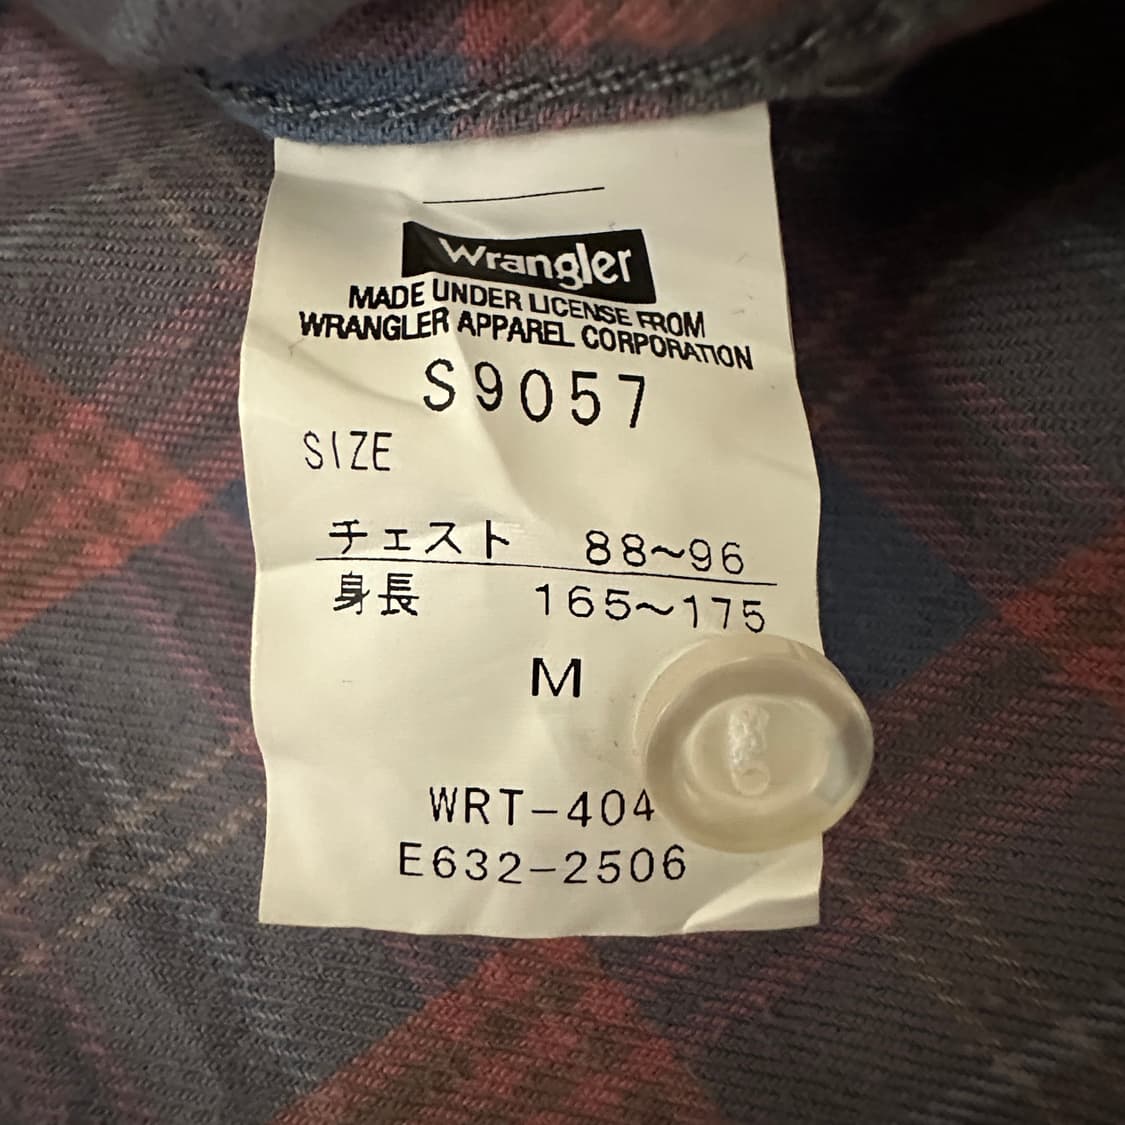 Wrangler
MADE UNDER LICENSE FROM
WRANGLER APPAREL CORPORATION
S9057
SIZE
チェスト 88~96
身長 165~175
M
WRT-404
E632-2506